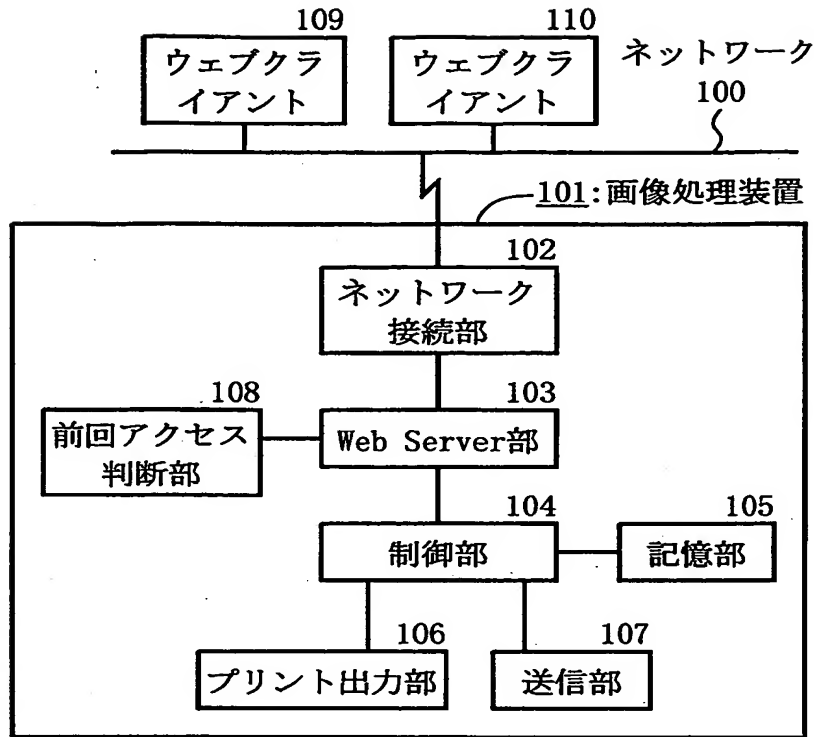 109
110
ウェブクラ
イアント
ウェブクラ
イアント
ネットワーク
100
101:画像処理装置
102
ネットワーク
接続部
108
前回アクセス
判断部
103
Web Server部
104
制御部
105
記憶部
106
プリント出力部
107
送信部